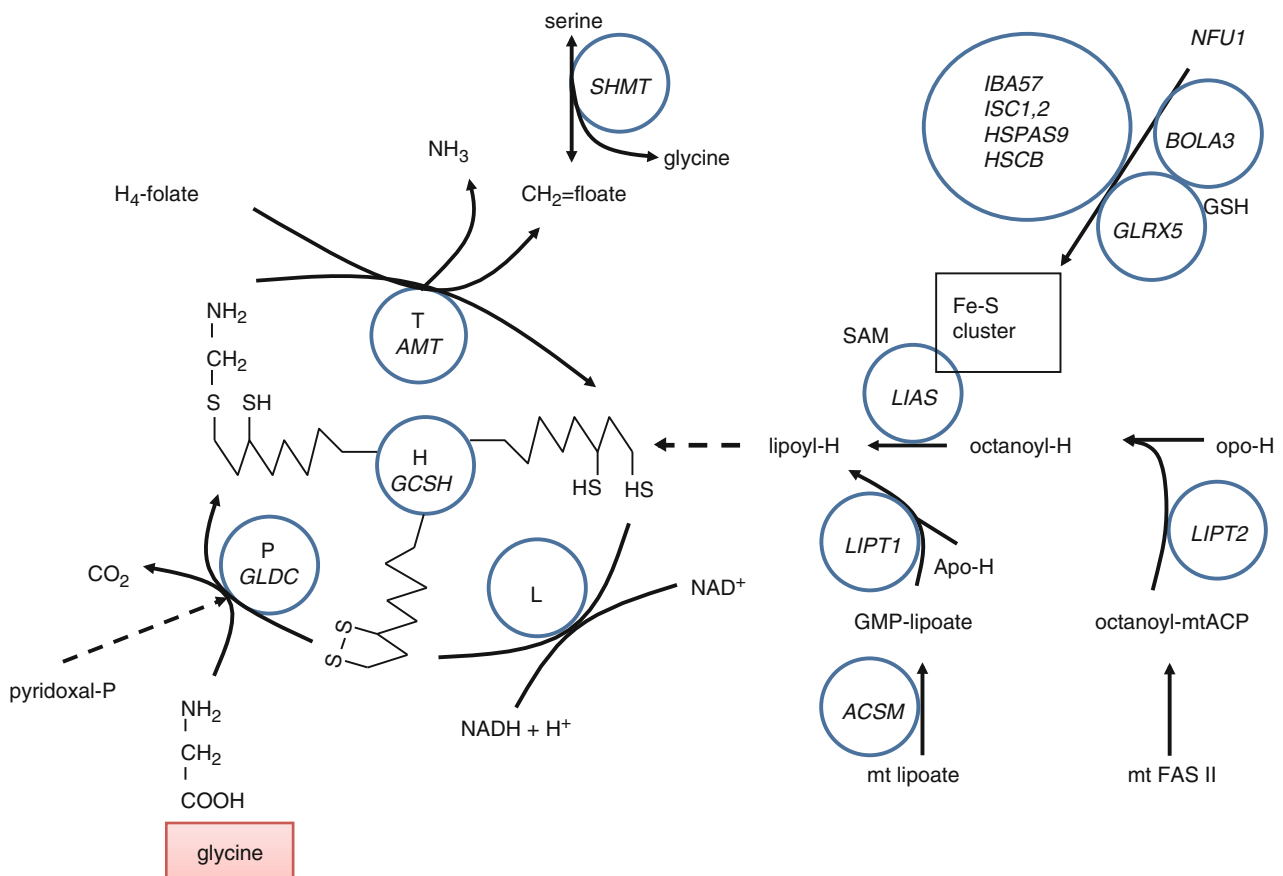 serine
SHMT
glycine
NH3
H4-folate
CH2=floate
NFU1
IBA57
ISC1,2
HSPAS9
HSCB
BOLA3
GSH
GLRX5
Fe-S
cluster
SAM
LIAS
T
AMT
NH2
CH2
S
SH
H
GCSH
HS
HS
lipoyl-H
octanoyl-H
opo-H
P
GLDC
CO2
L
NAD+
LIPT1
Apo-H
LIPT2
GMP-lipoate
octanoyl-mtACP
S
S
pyridoxal-P
NADH + H+
ACSM
mt lipoate
mt FAS II
NH2
CH2
COOH
glycine